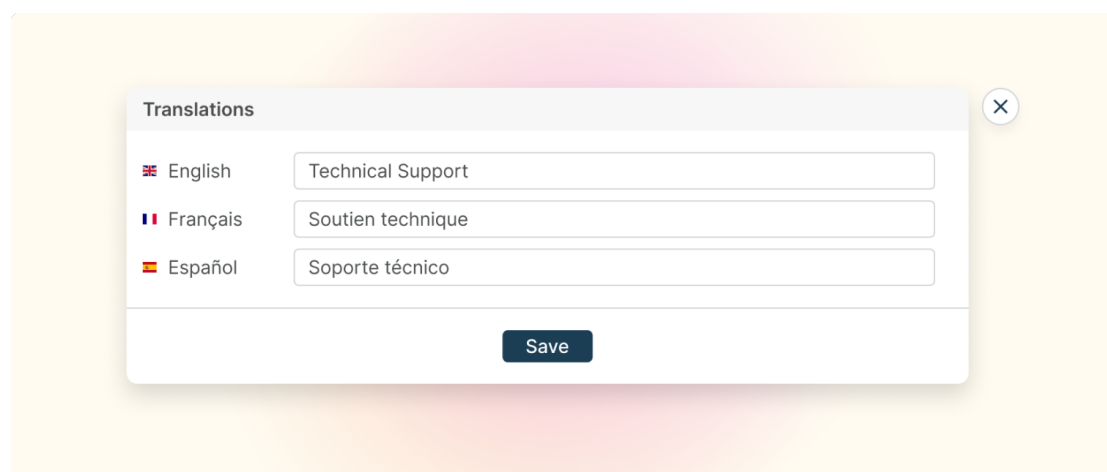 Translations
English Technical Support
Français Soutien technique
Español Soporte técnico
Save